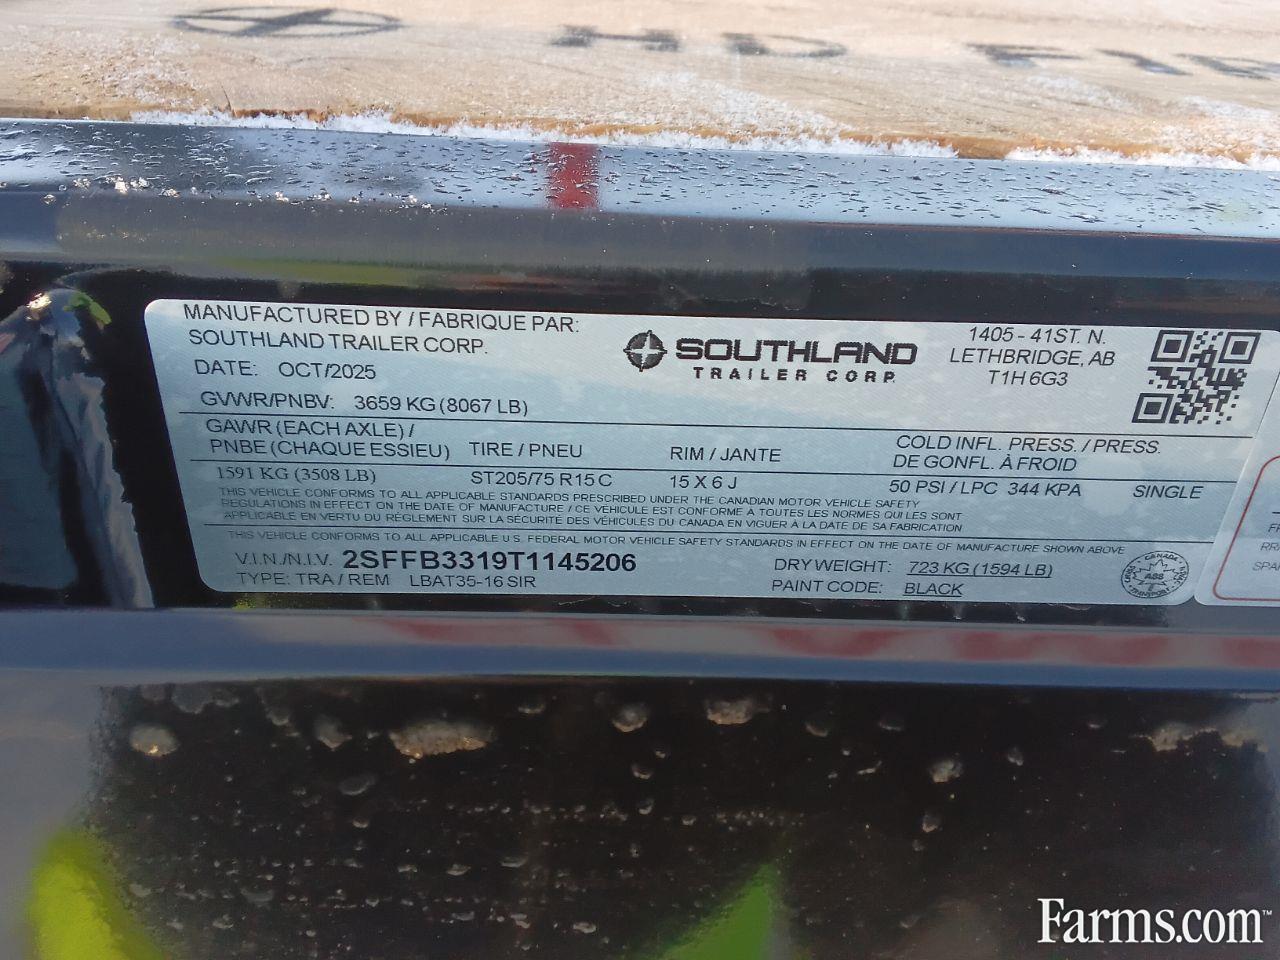 HD F15
MANUFACTURED BY / FABRIQUE PAR:
SOUTHLAND TRAILER CORP.
DATE: OCT/2025
GVWR/PNBV: 3659 KG (8067 LB)
SOUTHLAND
TRAILER CORP.
1405 - 41ST. N.
LETHBRIDGE, AB
T1H 6G3
GAWR (EACH AXLE) /
PNBE (CHAQUE ESSIEU) TIRE / PNEU RIM / JANTE COLD INFL. PRESS. / PRESS.
DE GONFL. À FROID
1591 KG (3508 LB) ST205/75 R15 C 15 X 6 J 50 PSI / LPC 344 KPA SINGLE
THIS VEHICLE CONFORMS TO ALL APPLICABLE STANDARDS PRESCRIBED UNDER THE CANADIAN MOTOR VEHICLE SAFETY
REGULATIONS IN EFFECT ON THE DATE OF MANUFACTURE / CE VEHICULE EST CONFORME À TOUTES LES NORMES QUI LES SONT
APPLICABLE EN VERTU DU RÉGLEMENT SUR LA SÉCURITÉ DES VÉHICULES DU CANADA EN VIGUER À LA DATE DE SA FABRICATION
THIS VEHICLE CONFORMS TO ALL APPLICABLE U.S. FEDERAL MOTOR VEHICLE SAFETY STANDARDS IN EFFECT ON THE DATE OF MANUFACTURE SHOWN ABOVE
V.I.N./N.I.V. 2SFFB3319T1145206 DRY WEIGHT: 723 KG (1594 LB)
TYPE: TRA / REM LBAT35-16 SIR PAINT CODE: BLACK
CANADA
TRANSPORT
Farms.com™